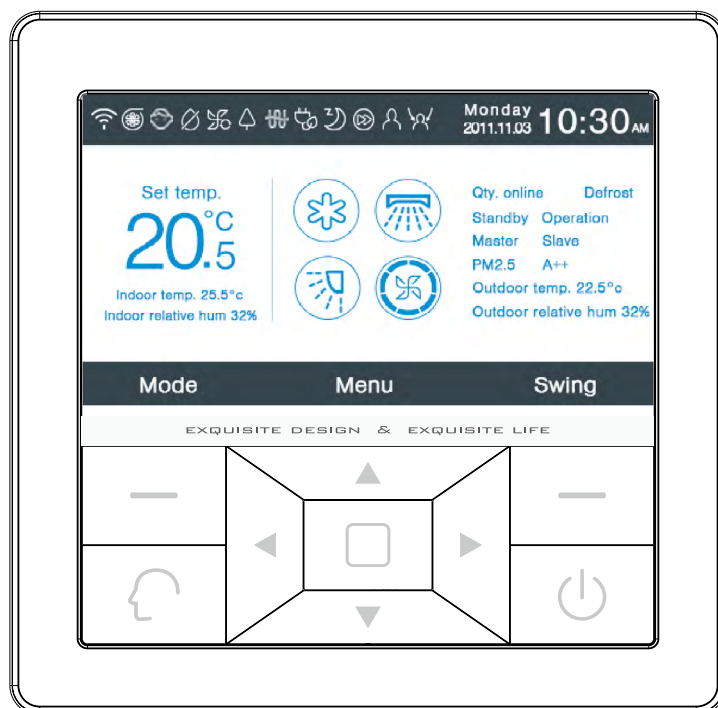 Monday
2011.11.03 10:30 AM
Set temp.
20.5°C
Indoor temp. 25.5°c
Indoor relative hum 32%
Qty. online Defrost
Standby Operation
Master Slave
PM2.5 A++
Outdoor temp. 22.5°c
Outdoor relative hum 32%
Mode Menu Swing
EXQUISITE DESIGN & EXQUISITE LIFE